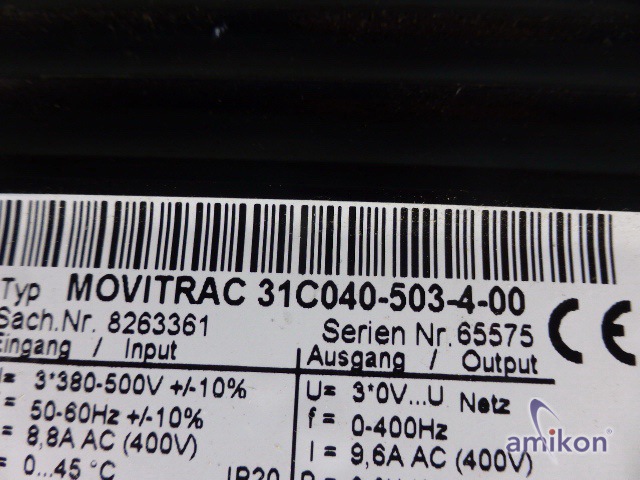 Typ MOVITRAC 31C040-503-4-00
Sach.Nr. 8263361 Serien Nr. 65575
Eingang / Input Ausgang / Output
= 3*380-500V +/-10% U= 3*0V...U Netz
= 50-60Hz +/-10% f = 0-400Hz
= 8,8A AC (400V) I = 9,6A AC (400V)
= 0...45 °C IP20
CE
amikon